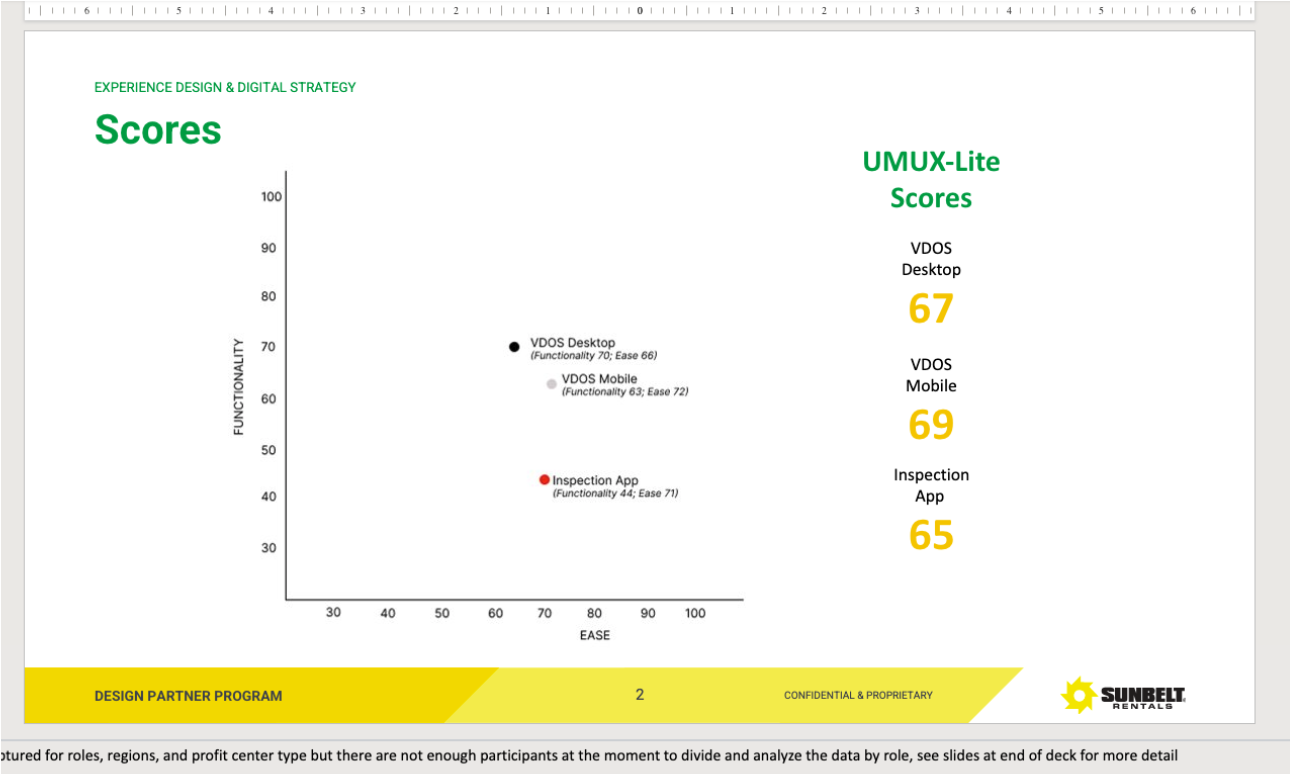 6 5 4 3 2 1 0 1 2 3 4 5 6
EXPERIENCE DESIGN & DIGITAL STRATEGY
Scores
100
90
80
70
60
50
40
30
FUNCTIONALITY
VDOS Desktop
(Functionality 70; Ease 66)
VDOS Mobile
(Functionality 63; Ease 72)
Inspection App
(Functionality 44; Ease 71)
30 40 50 60 70 80 90 100
EASE
UMUX-Lite
Scores
VDOS
Desktop
67
VDOS
Mobile
69
Inspection
App
65
DESIGN PARTNER PROGRAM
2
CONFIDENTIAL & PROPRIETARY
SUNBELT
RENTALS
for roles, regions, and profit center type but there are not enough participants at the moment to divide and analyze the data by role, see slides at end of deck for more detail